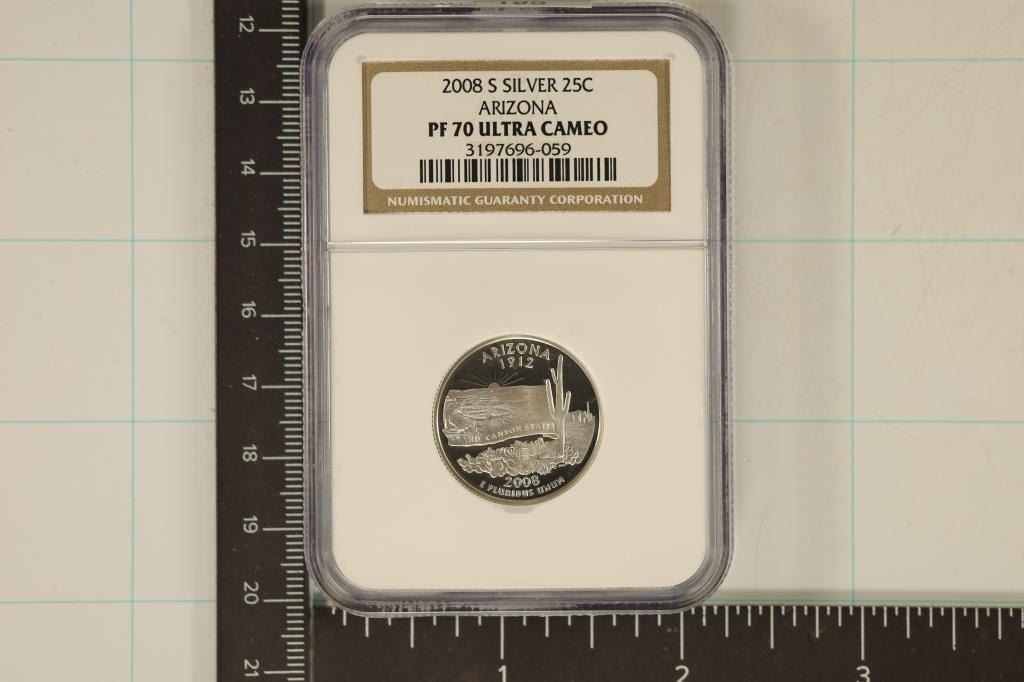 2008 S SILVER 25C
ARIZONA
PF 70 ULTRA CAMEO
3197696-059
NUMISMATIC GUARANTY CORPORATION
ARIZONA
1912
GRAND CANYON STATE
2008
E PLURIBUS UNUM
12
13
14
15
16
17
18
19
20
21
1
2
3